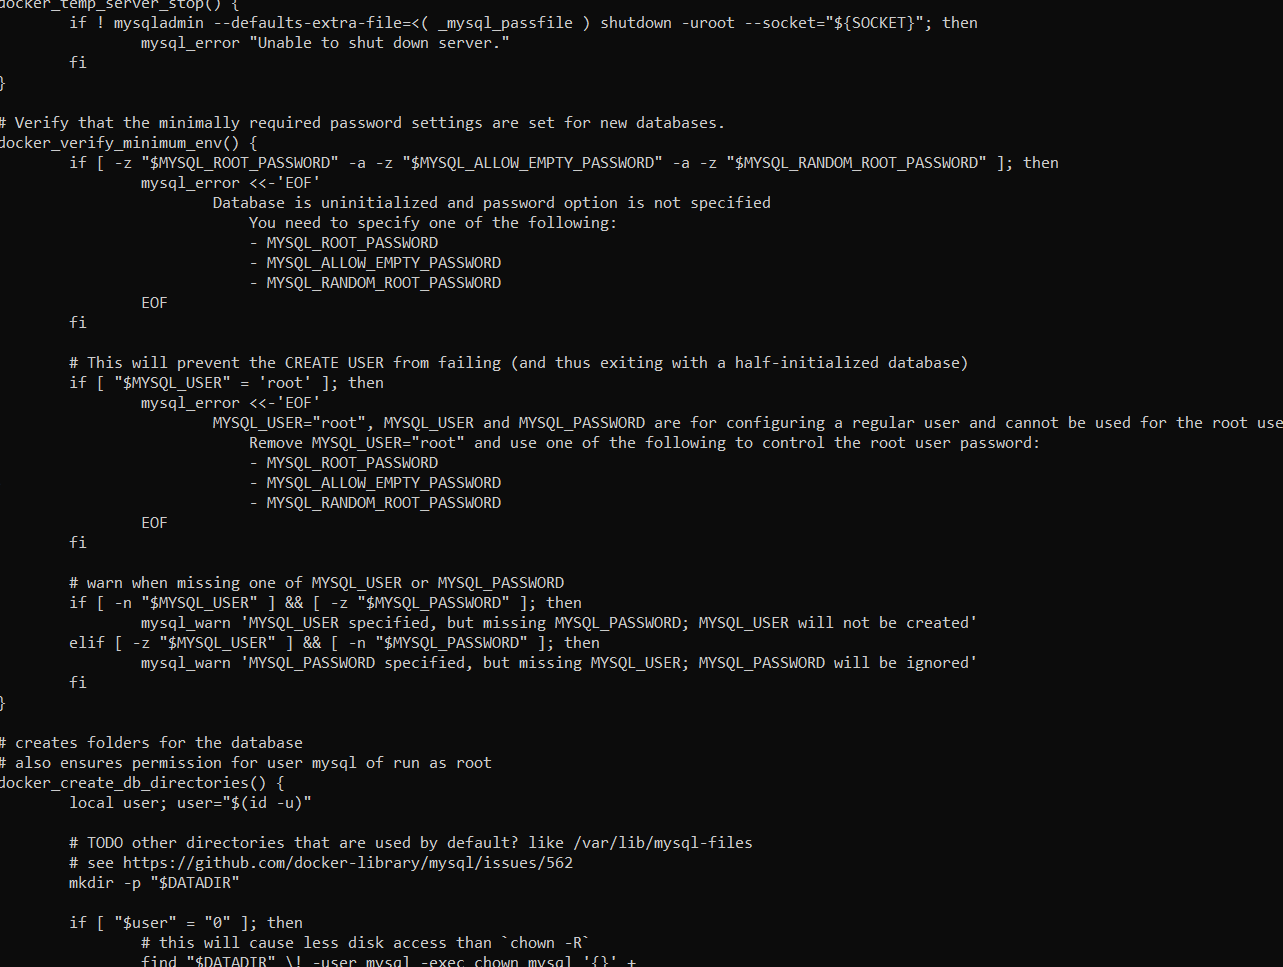 docker_temp_server_stop() {
if ! mysqladmin --defaults-extra-file=<( _mysql_passfile ) shutdown -uroot --socket="${SOCKET}"; then
mysql_error "Unable to shut down server."
fi
}
# Verify that the minimally required password settings are set for new databases.
docker_verify_minimum_env() {
if [ -z "$MYSQL_ROOT_PASSWORD" -a -z "$MYSQL_ALLOW_EMPTY_PASSWORD" -a -z "$MYSQL_RANDOM_ROOT_PASSWORD" ]; then
mysql_error <<-'EOF'
Database is uninitialized and password option is not specified
You need to specify one of the following:
- MYSQL_ROOT_PASSWORD
- MYSQL_ALLOW_EMPTY_PASSWORD
- MYSQL_RANDOM_ROOT_PASSWORD
EOF
fi
# This will prevent the CREATE USER from failing (and thus exiting with a half-initialized database)
if [ "$MYSQL_USER" = 'root' ]; then
mysql_error <<-'EOF'
MYSQL_USER="root", MYSQL_USER and MYSQL_PASSWORD are for configuring a regular user and cannot be used for the root use
Remove MYSQL_USER="root" and use one of the following to control the root user password:
- MYSQL_ROOT_PASSWORD
- MYSQL_ALLOW_EMPTY_PASSWORD
- MYSQL_RANDOM_ROOT_PASSWORD
EOF
fi
# warn when missing one of MYSQL_USER or MYSQL_PASSWORD
if [ -n "$MYSQL_USER" ] && [ -z "$MYSQL_PASSWORD" ]; then
mysql_warn 'MYSQL_USER specified, but missing MYSQL_PASSWORD; MYSQL_USER will not be created'
elif [ -z "$MYSQL_USER" ] && [ -n "$MYSQL_PASSWORD" ]; then
mysql_warn 'MYSQL_PASSWORD specified, but missing MYSQL_USER; MYSQL_PASSWORD will be ignored'
fi
}
# creates folders for the database
# also ensures permission for user mysql of run as root
docker_create_db_directories() {
local user; user="$(id -u)"
# TODO other directories that are used by default? like /var/lib/mysql-files
# see https://github.com/docker-library/mysql/issues/562
mkdir -p "$DATADIR"
if [ "$user" = "0" ]; then
# this will cause less disk access than `chown -R`
find "$DATADIR" \! -user mysql -exec chown mysql '{}' +